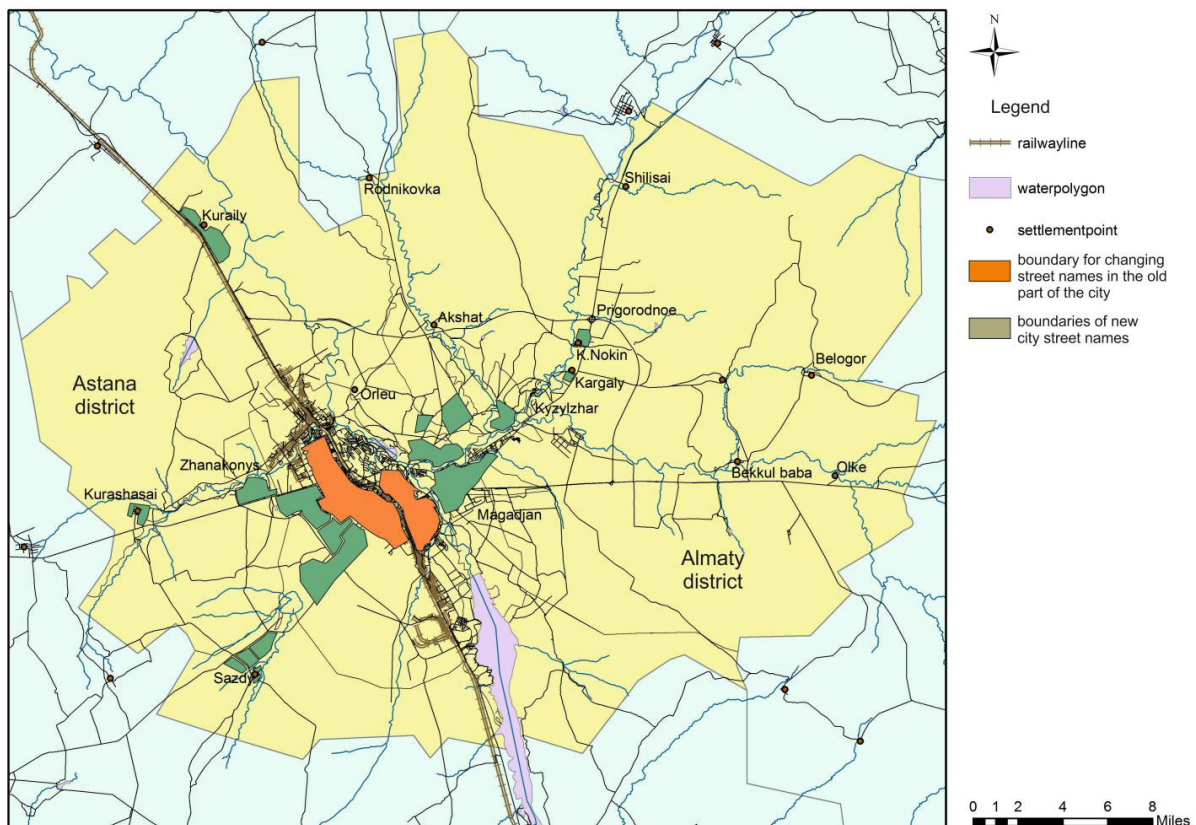 N
Legend
railwayline
waterpolygon
settlementpoint
boundary for changing
street names in the old
part of the city
boundaries of new
city street names
Rodnikovka
Shilisai
Kuraily
Prigorodnoe
Akshat
K.Nokin
Belogor
Kargaly
Astana
district
Orleu
Kyzylzhar
Zhanakonys
Bekkul baba
Olke
Kurashasai
Magadjan
Almaty
district
Sazdy
0 1 2 4 6 8
Miles